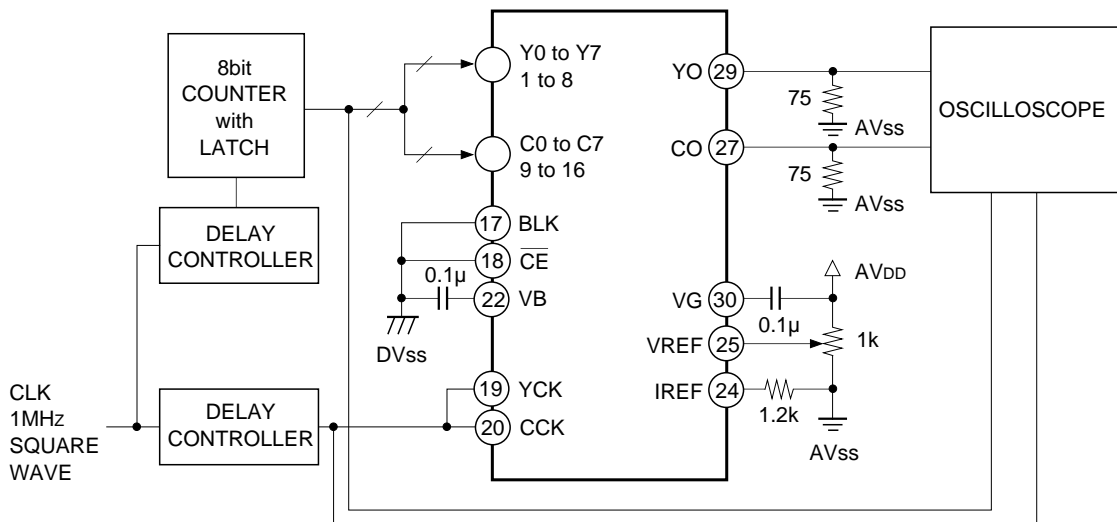 8bit
COUNTER
with
LATCH
DELAY
CONTROLLER
CLK
1MHz
SQUARE
WAVE
DELAY
CONTROLLER
Y0 to Y7
1 to 8
C0 to C7
9 to 16
17 BLK
18 CE
0.1µ
22 VB
DVss
19 YCK
20 CCK
YO 29
75
AVss
CO 27
75
AVss
OSCILLOSCOPE
AVDD
VG 30
0.1µ
1k
VREF 25
IREF 24
1.2k
AVss